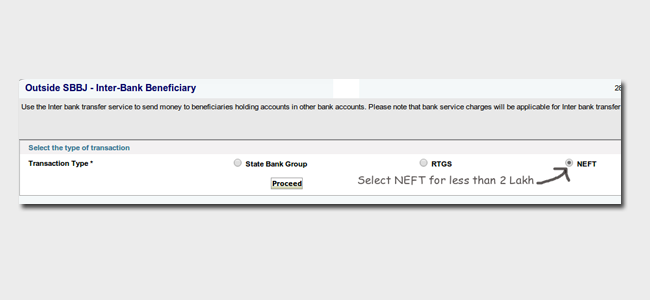 Outside SBBJ - Inter-Bank Beneficiary
28
Use the Inter bank transfer service to send money to beneficiaries holding accounts in other bank accounts. Please note that bank service charges will be applicable for Inter bank transfer
Select the type of transaction
Transaction Type * State Bank Group RTGS NEFT
Proceed Select NEFT for less than 2 Lakh